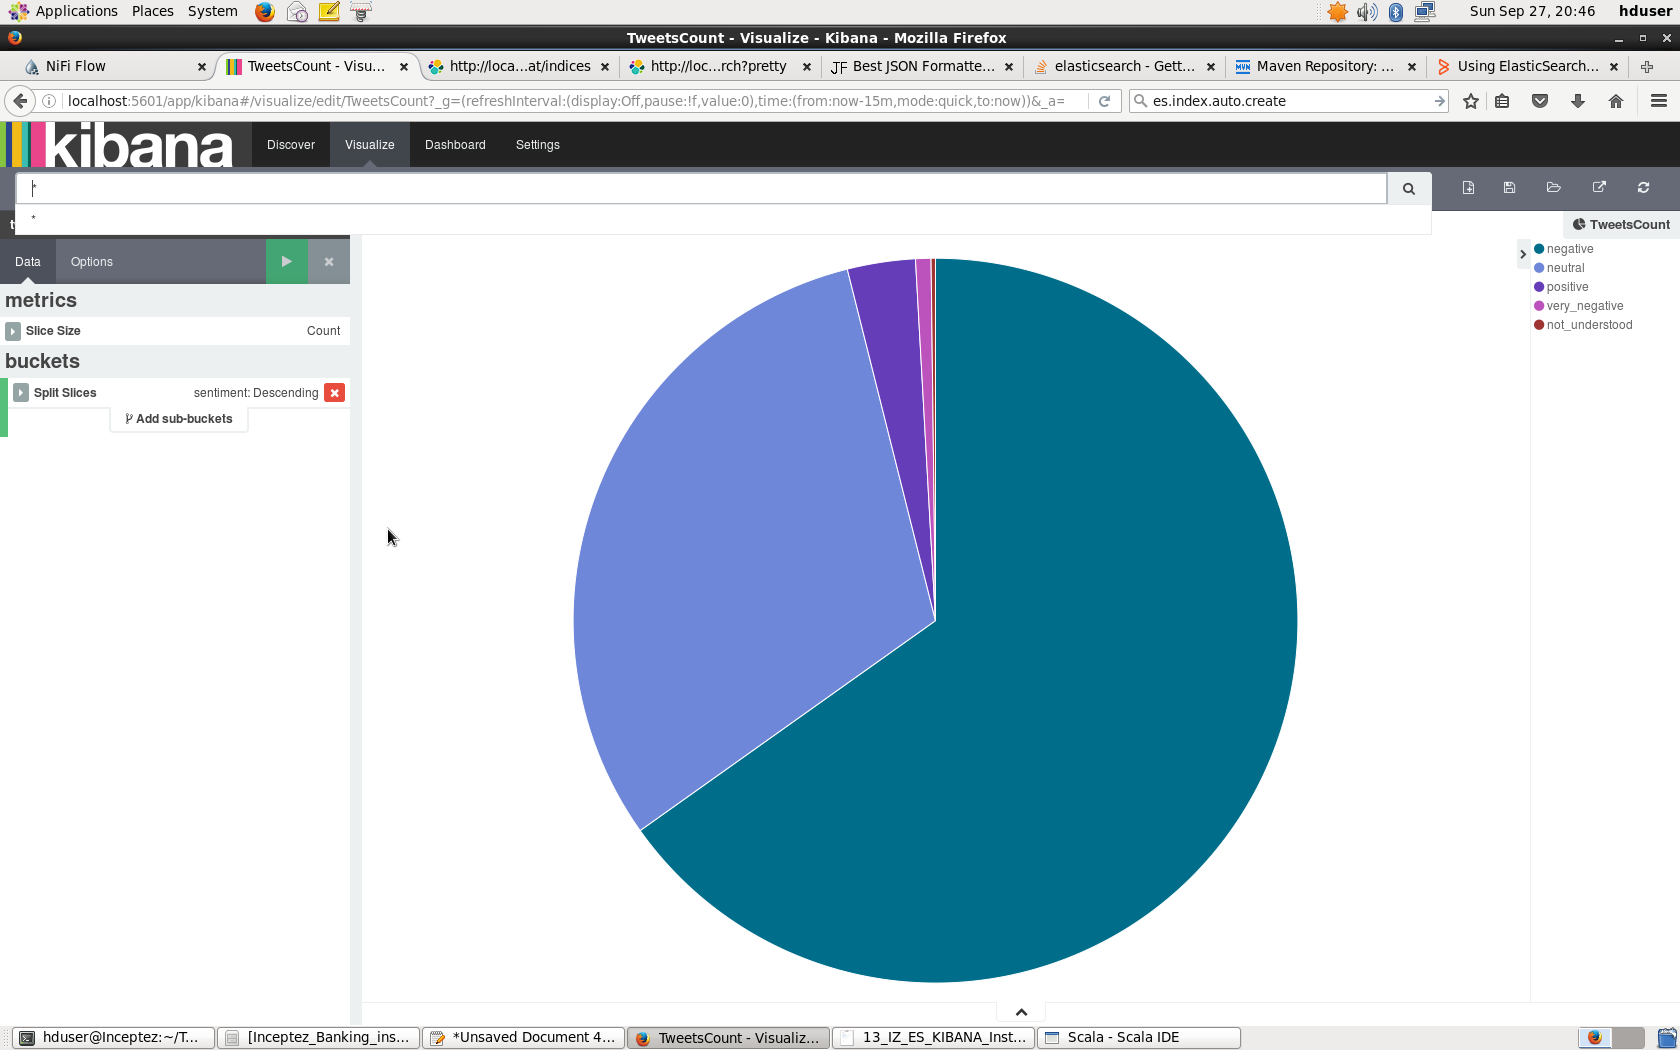 Applications Places System Sun Sep 27, 20:46 hduser
TweetsCount - Visualize - Kibana - Mozilla Firefox
NiFi Flow TweetsCount - Visu... http://loca...at/indices http://loc...rch?pretty JF Best JSON Formatte... elasticsearch - Gett... MVN Maven Repository: ... Using ElasticSearch...
localhost:5601/app/kibana#/visualize/edit/TweetsCount?_g=(refreshInterval:(display:Off,pause:!f,value:0),time:(from:now-15m,mode:quick,to:now))&_a= es.index.auto.create
kibana Discover Visualize Dashboard Settings
*
*
TweetsCount
Data Options
metrics
Slice Size Count
buckets
Split Slices sentiment: Descending
Add sub-buckets
negative
neutral
positive
very_negative
not_understood
hduser@Inceptez:~/T... [Inceptez_Banking_ins... *Unsaved Document 4... TweetsCount - Visualiz... 13_IZ_ES_KIBANA_Inst... Scala - Scala IDE